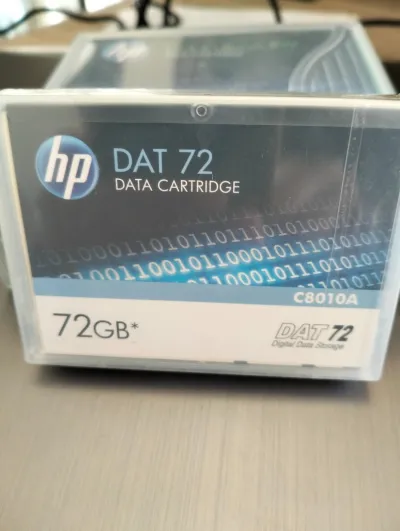 hp
DAT 72
DATA CARTRIDGE
C8010A
72GB*
DAT 72
Digital Data Storage